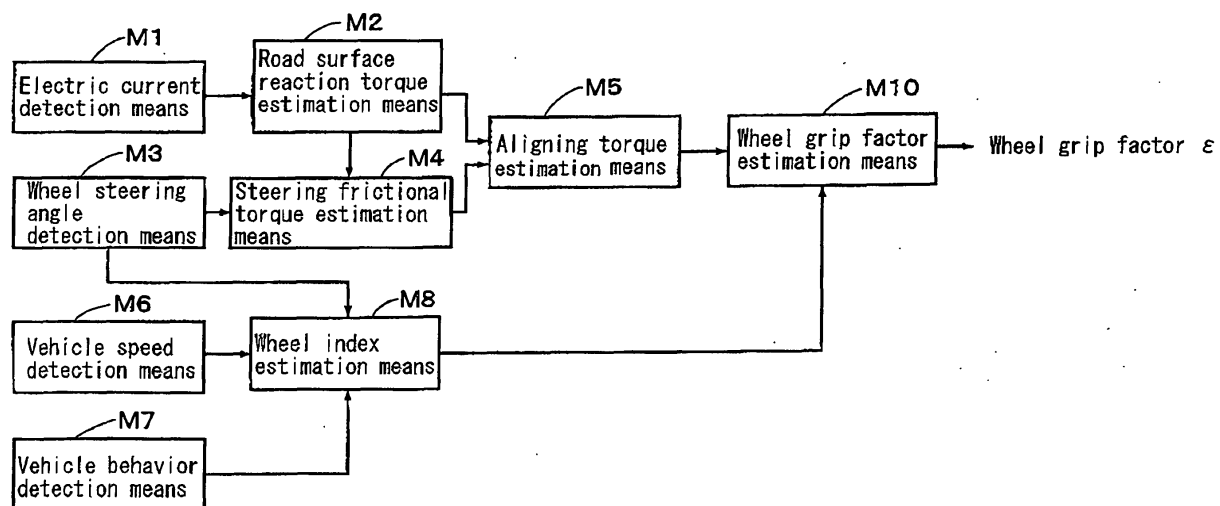 M1
Electric current
detection means
M2
Road surface
reaction torque
estimation means
M3
Wheel steering
angle
detection means
M4
Steering frictional
torque estimation
means
M5
Aligning torque
estimation means
M10
Wheel grip factor
estimation means
Wheel grip factor ε
M6
Vehicle speed
detection means
M8
Wheel index
estimation means
M7
Vehicle behavior
detection means